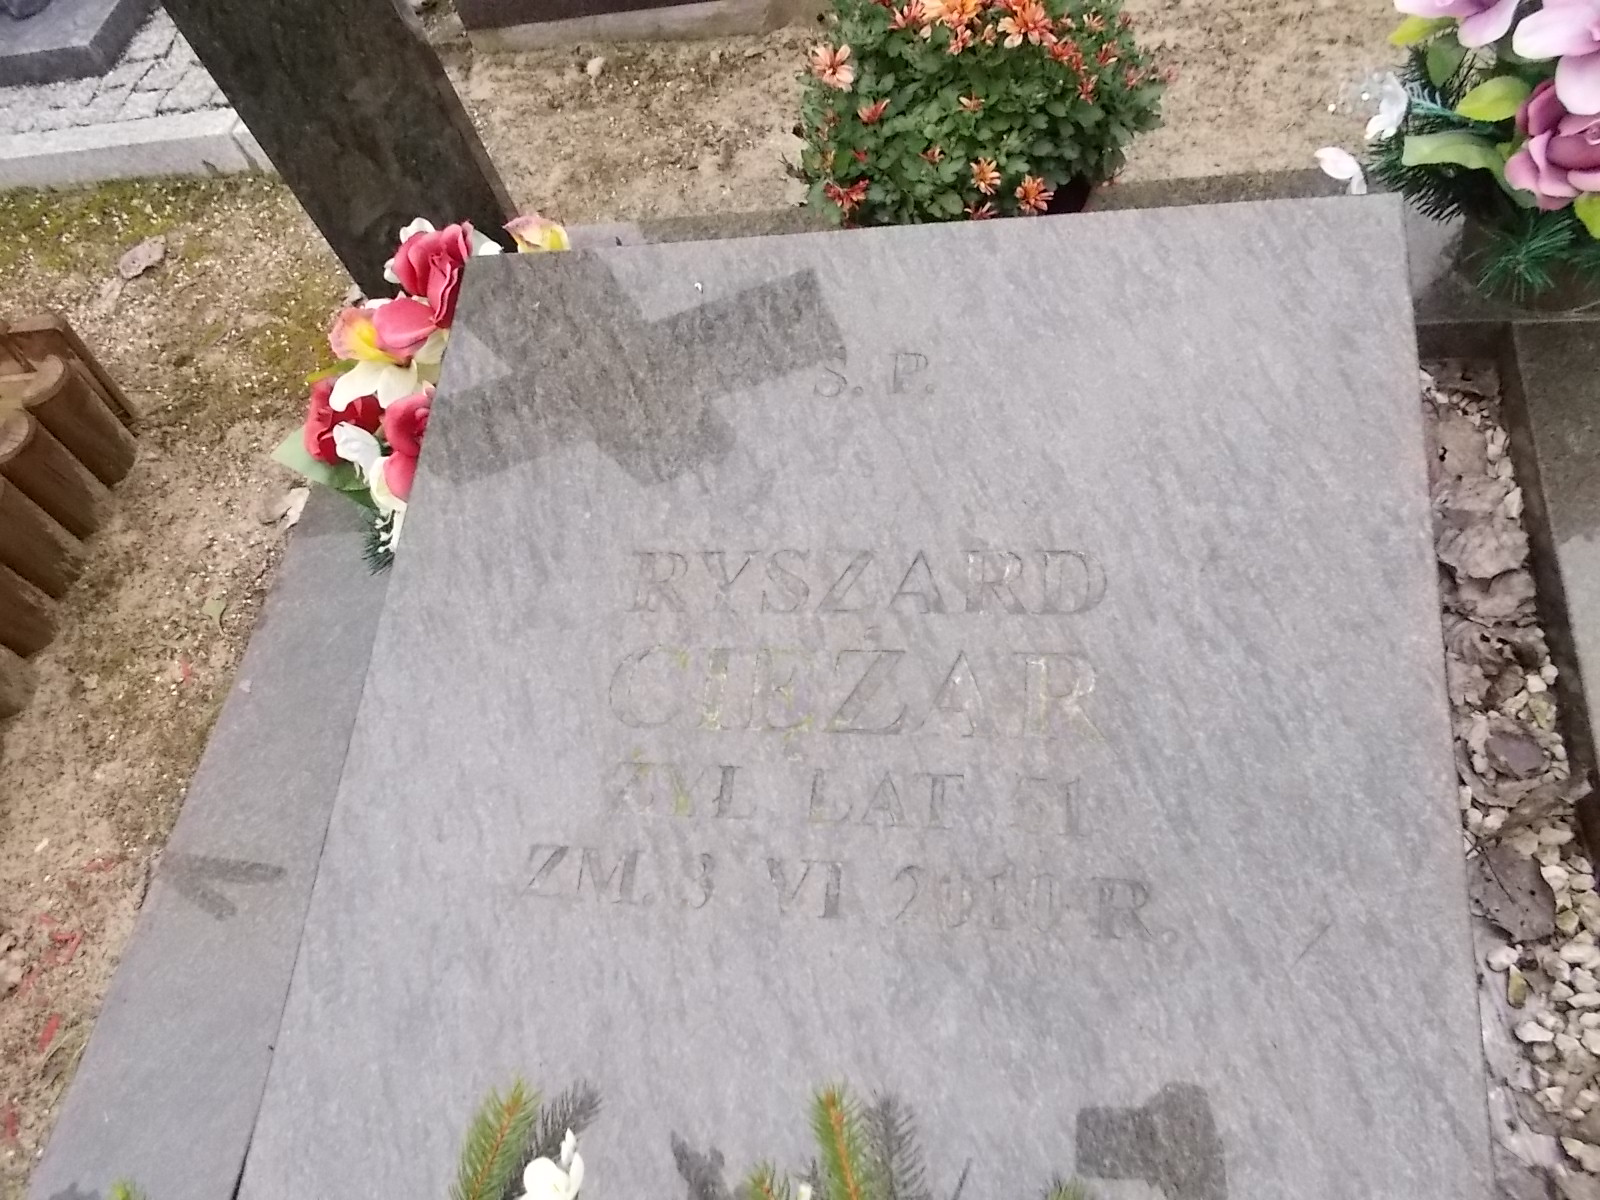 Ś. P.
RYSZARD
CIĘŻAR
ŻYŁ LAT 51
ZM. 3 VI 2010 R.